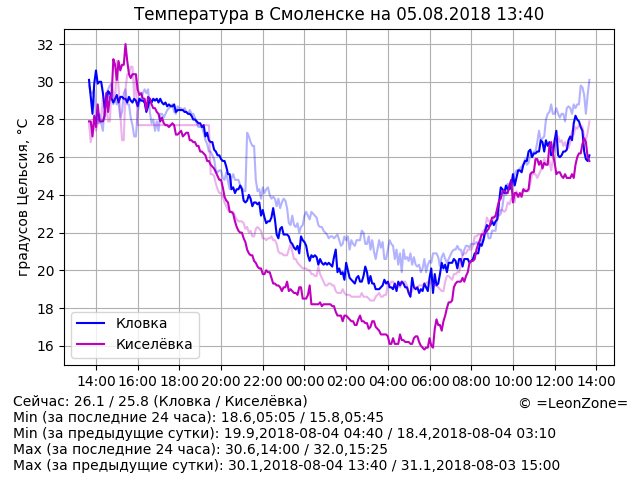 Температура в Смоленске на 05.08.2018 13:40
32
30
28
26
24
22
20
18
16
градусов Цельсия, °C
Кловка
Киселёвка
14:00 16:00 18:00 20:00 22:00 00:00 02:00 04:00 06:00 08:00 10:00 12:00 14:00
Сейчас: 26.1 / 25.8 (Кловка / Киселёвка)
© =LeonZone=
Min (за последние 24 часа): 18.6,05:05 / 15.8,05:45
Min (за предыдущие сутки): 19.9,2018-08-04 04:40 / 18.4,2018-08-04 03:10
Max (за последние 24 часа): 30.6,14:00 / 32.0,15:25
Max (за предыдущие сутки): 30.1,2018-08-04 13:40 / 31.1,2018-08-03 15:00